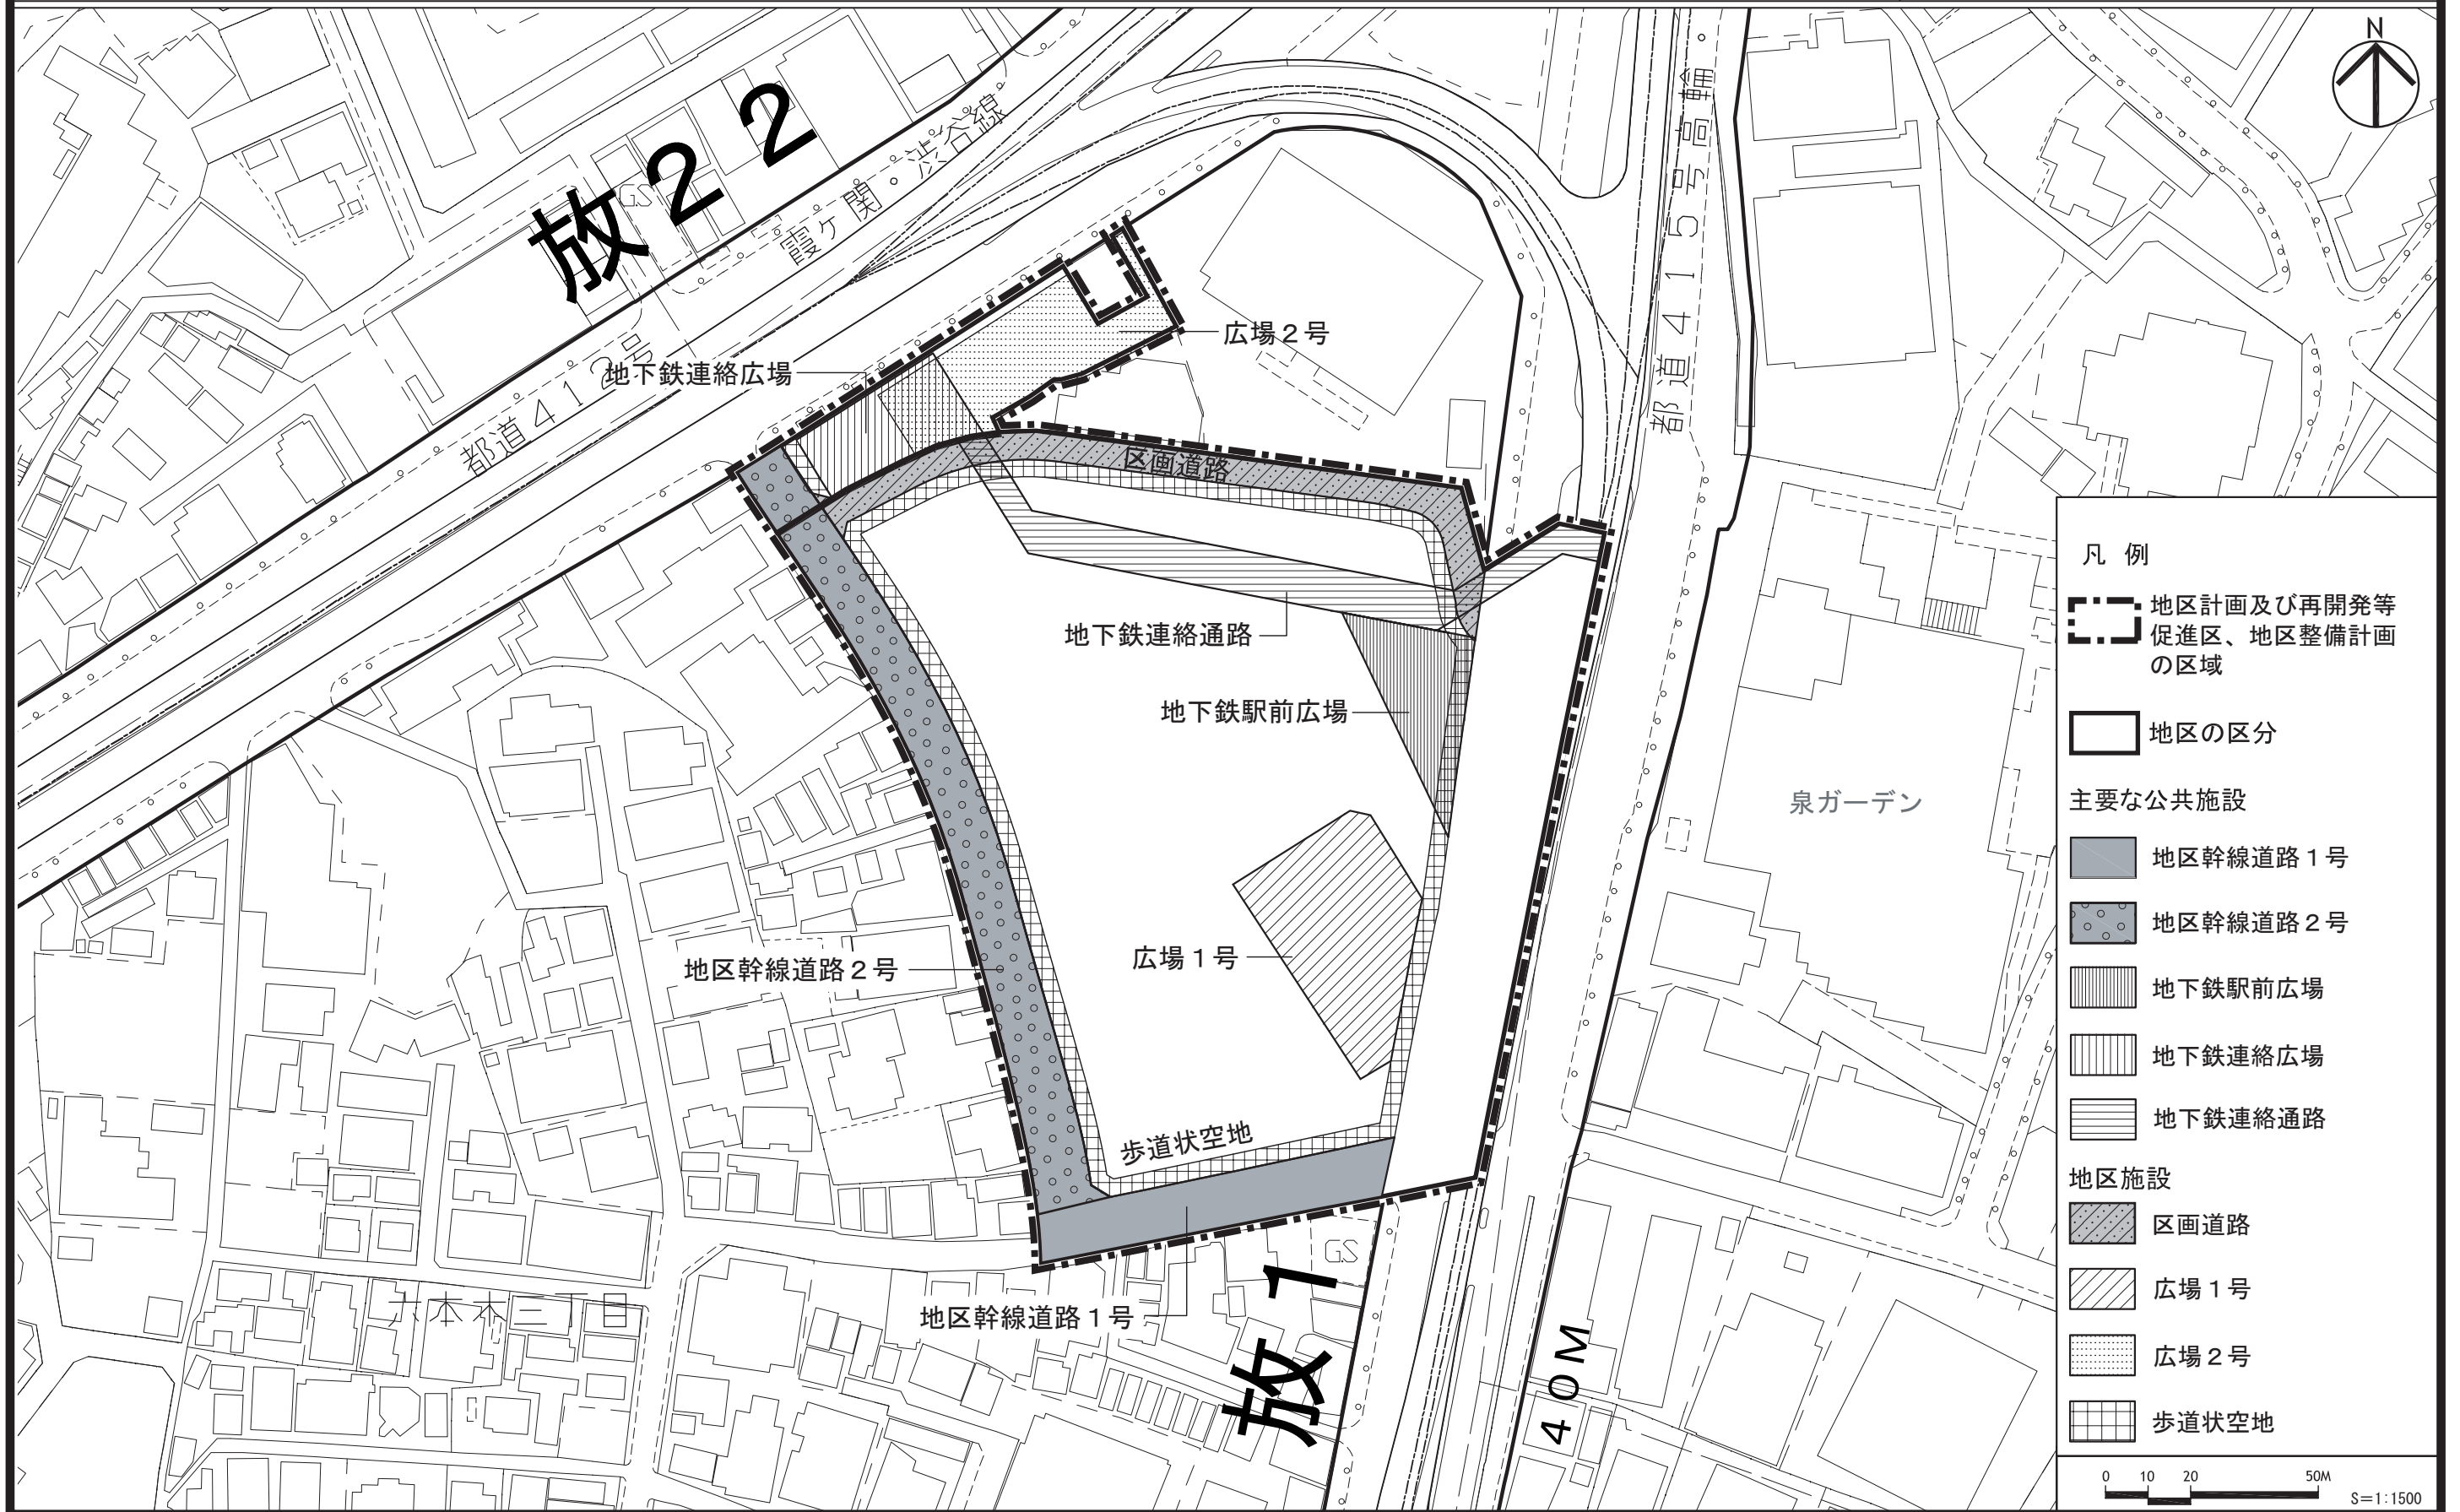 N
放２２
GS
霞ケ関・渋谷線
都道４１２号
都道４１５号高輪・
広場２号
地下鉄連絡広場
区画道路
地下鉄連絡通路
地下鉄駅前広場
泉ガーデン
広場１号
地区幹線道路２号
歩道状空地
GS
地区幹線道路１号
六本木三丁目
放１
４０Ｍ
凡 例
地区計画及び再開発等
促進区、地区整備計画
の区域
地区の区分
主要な公共施設
地区幹線道路１号
地区幹線道路２号
地下鉄駅前広場
地下鉄連絡広場
地下鉄連絡通路
地区施設
区画道路
広場１号
広場２号
歩道状空地
0 10 20 50M
S=1:1500